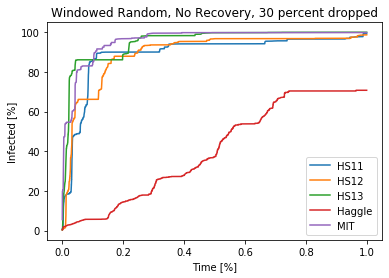 Windowed Random, No Recovery, 30 percent dropped
100
80
60
40
20
0
Infected [%]
0.0 0.2 0.4 0.6 0.8 1.0
Time [%]
HS11
HS12
HS13
Haggle
MIT